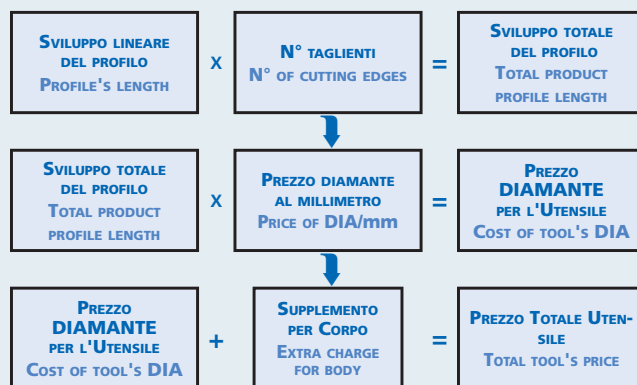 SVILUPPO LINEARE
DEL PROFILO
PROFILE'S LENGTH
X
N° TAGLIENTI
N° OF CUTTING EDGES
=
SVILUPPO TOTALE
DEL PROFILO
TOTAL PRODUCT
PROFILE LENGTH
SVILUPPO TOTALE
DEL PROFILO
TOTAL PRODUCT
PROFILE LENGTH
X
PREZZO DIAMANTE
AL MILLIMETRO
PRICE OF DIA/mm
=
PREZZO
DIAMANTE
PER L'UTENSILE
COST OF TOOL'S DIA
PREZZO
DIAMANTE
PER L'UTENSILE
COST OF TOOL'S DIA
+
SUPPLEMENTO
PER CORPO
EXTRA CHARGE
FOR BODY
=
PREZZO TOTALE UTEN-
SILE
TOTAL TOOL'S PRICE